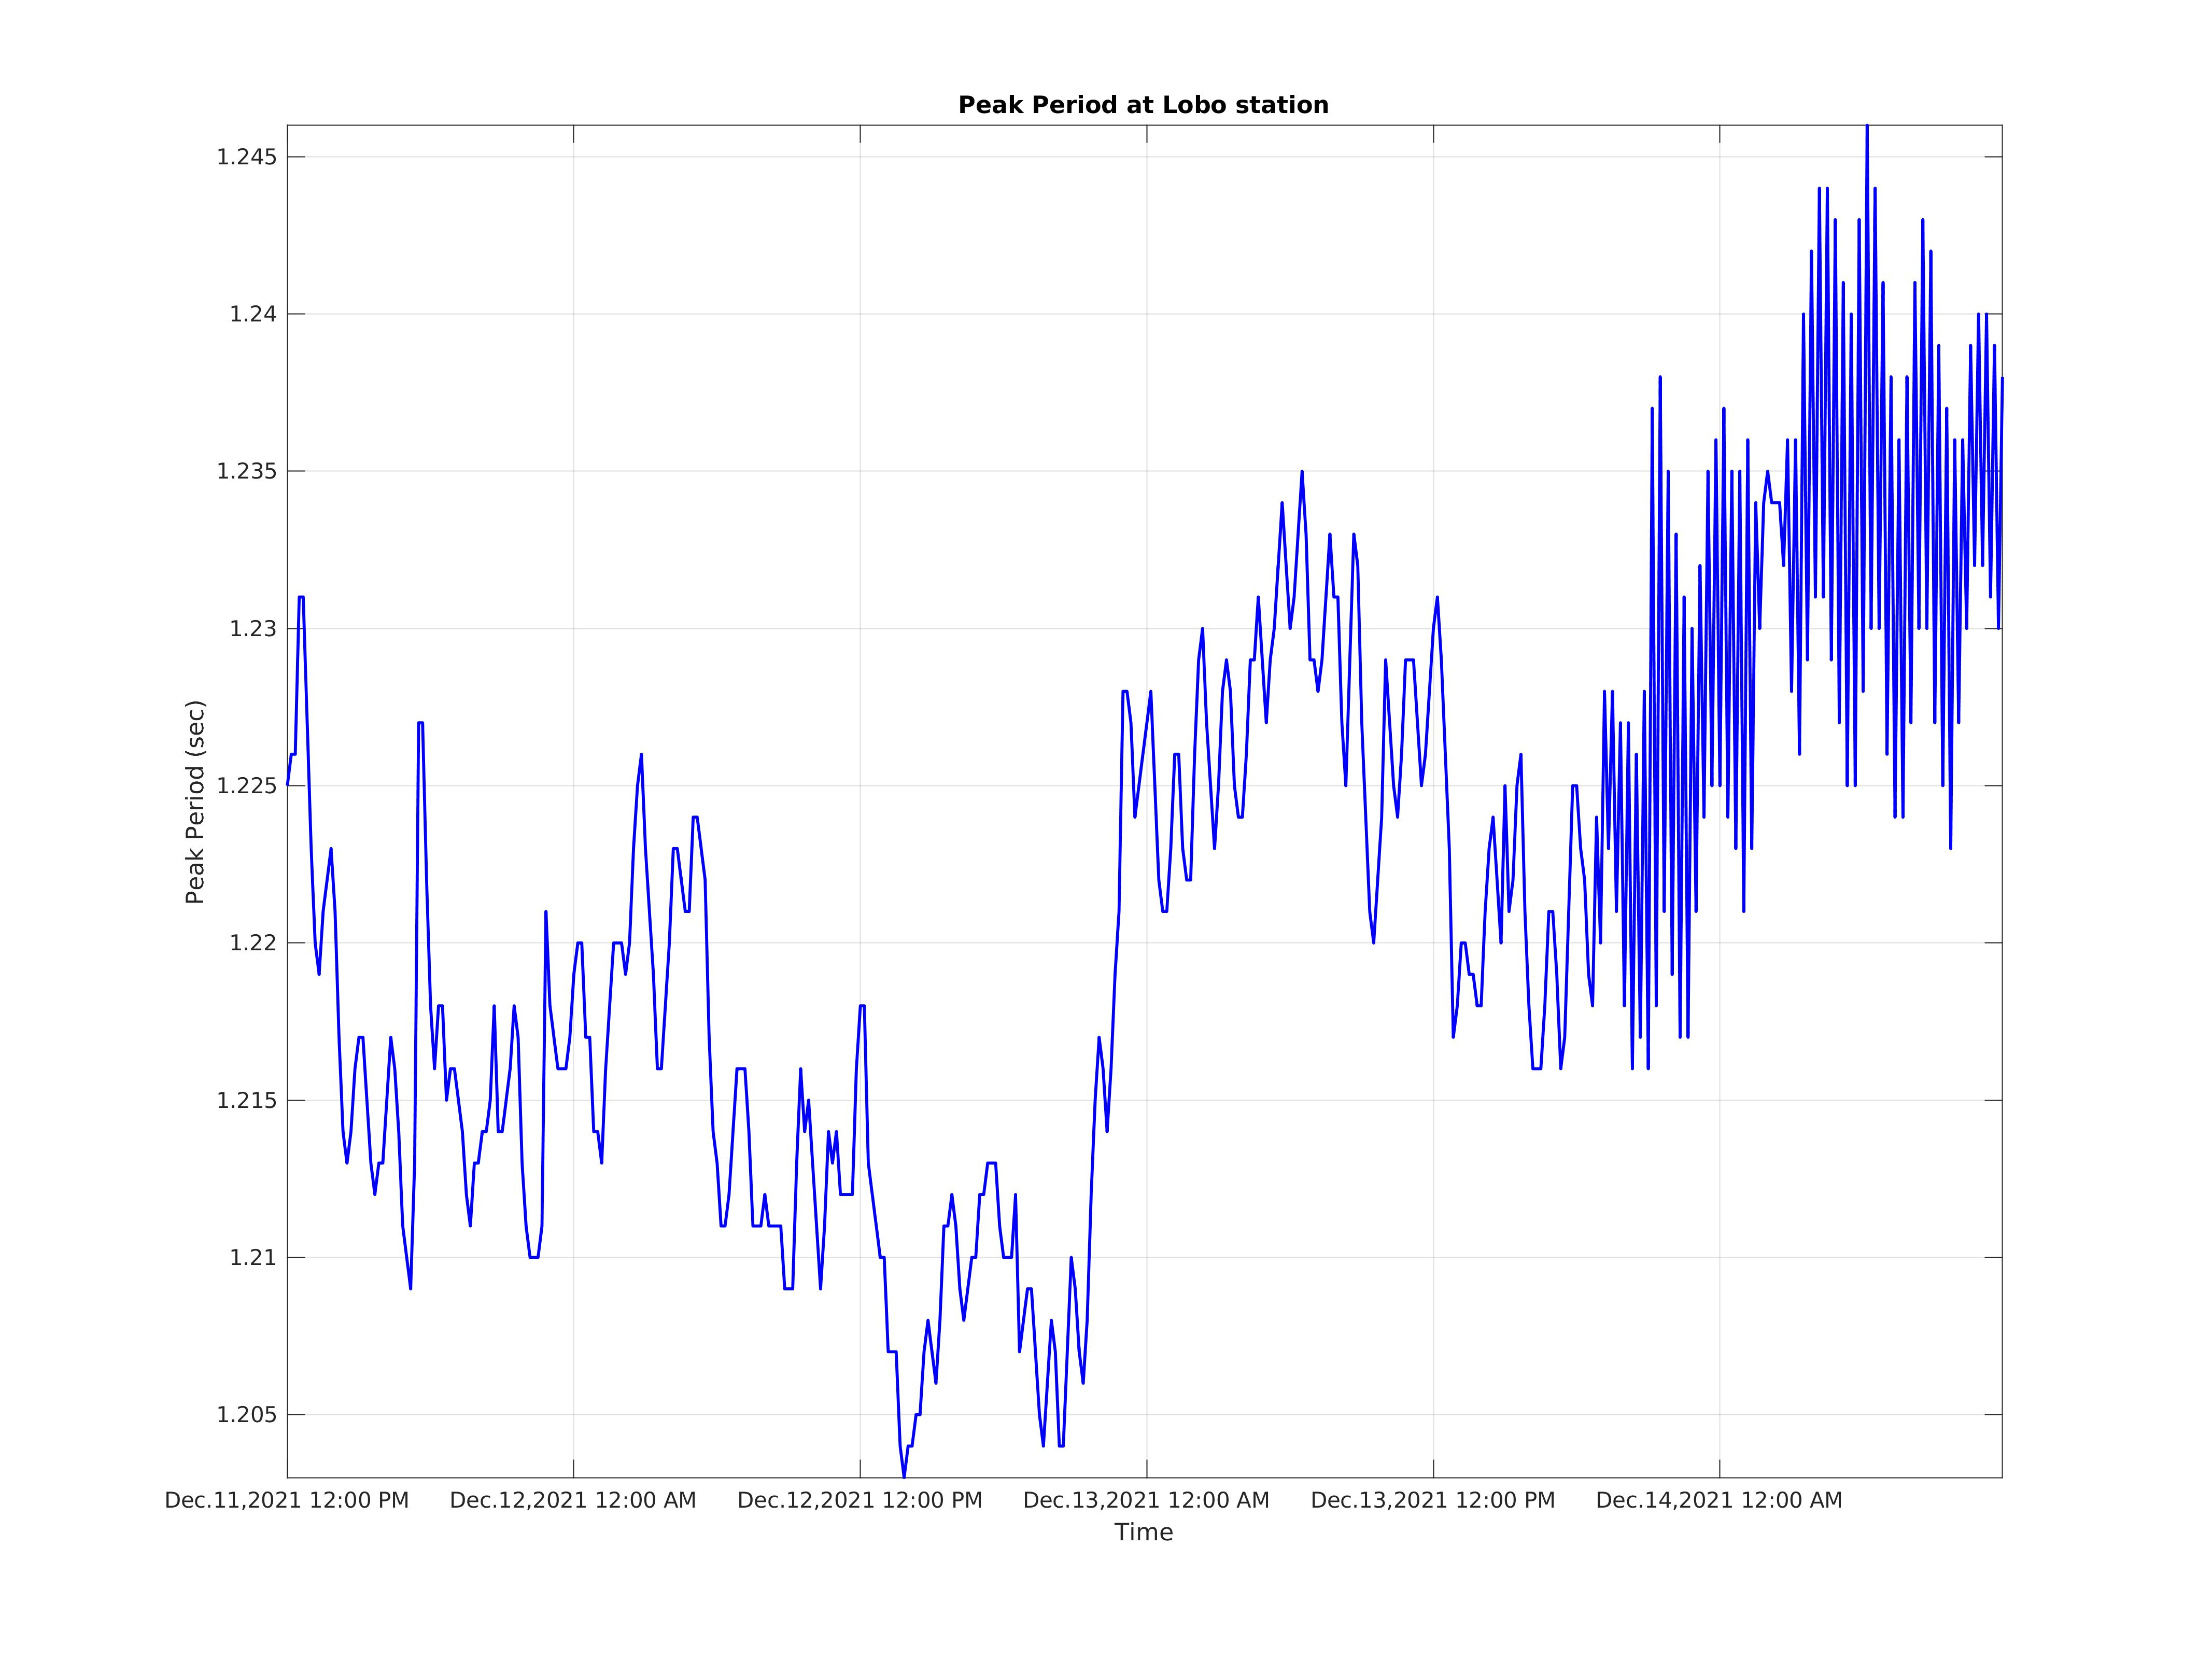 Peak Period at Lobo station
Peak Period (sec)
1.245
1.24
1.235
1.23
1.225
1.22
1.215
1.21
1.205
Dec.11,2021 12:00 PM
Dec.12,2021 12:00 AM
Dec.12,2021 12:00 PM
Dec.13,2021 12:00 AM
Dec.13,2021 12:00 PM
Dec.14,2021 12:00 AM
Time